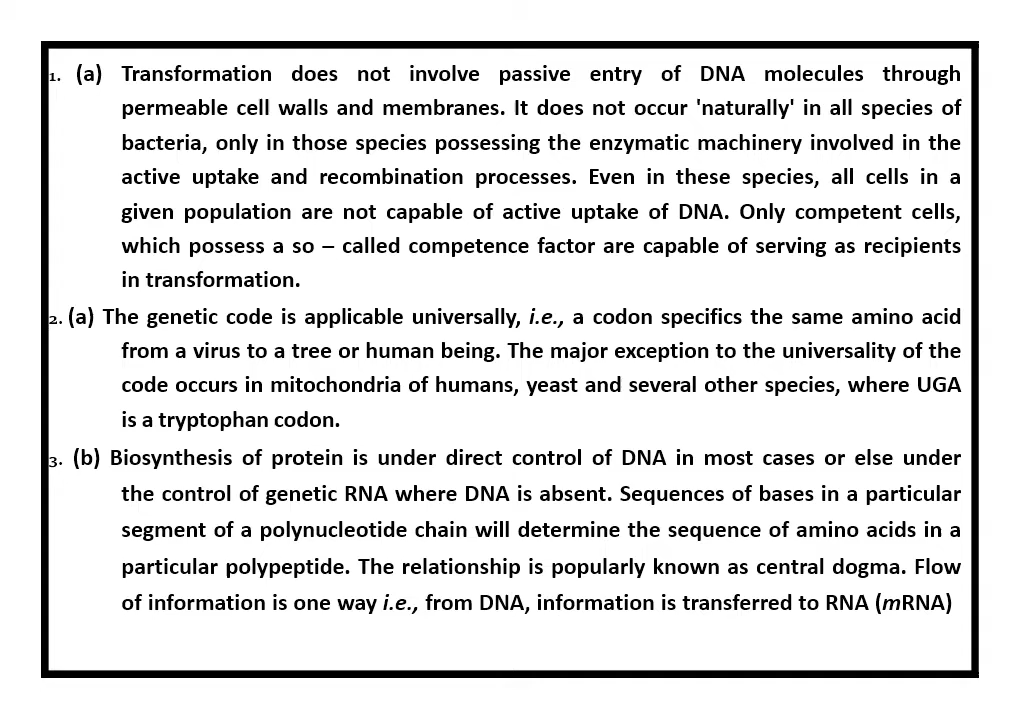 1. (a) Transformation does not involve passive entry of DNA molecules through
permeable cell walls and membranes. It does not occur 'naturally' in all species of
bacteria, only in those species possessing the enzymatic machinery involved in the
active uptake and recombination processes. Even in these species, all cells in a
given population are not capable of active uptake of DNA. Only competent cells,
which possess a so – called competence factor are capable of serving as recipients
in transformation.
2. (a) The genetic code is applicable universally, i.e., a codon specifics the same amino acid
from a virus to a tree or human being. The major exception to the universality of the
code occurs in mitochondria of humans, yeast and several other species, where UGA
is a tryptophan codon.
3. (b) Biosynthesis of protein is under direct control of DNA in most cases or else under
the control of genetic RNA where DNA is absent. Sequences of bases in a particular
segment of a polynucleotide chain will determine the sequence of amino acids in a
particular polypeptide. The relationship is popularly known as central dogma. Flow
of information is one way i.e., from DNA, information is transferred to RNA (mRNA)